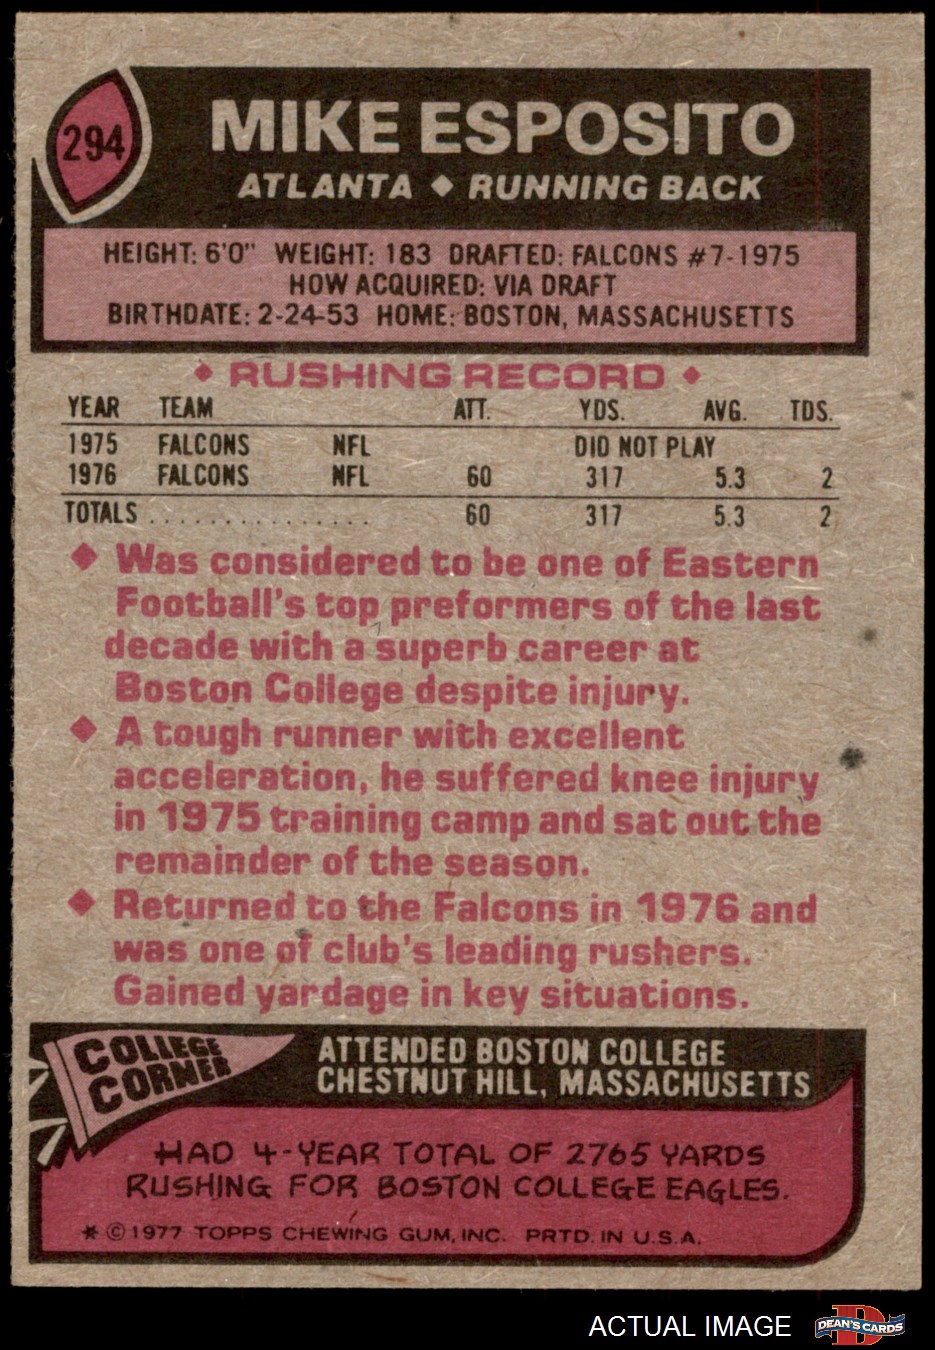 294
MIKE ESPOSITO
ATLANTA ◆ RUNNING BACK
HEIGHT: 6'0" WEIGHT: 183 DRAFTED: FALCONS #7-1975
HOW ACQUIRED: VIA DRAFT
BIRTHDATE: 2-24-53 HOME: BOSTON, MASSACHUSETTS
◆ RUSHING RECORD ◆
YEAR TEAM ATT. YDS. AVG. TDS.
1975 FALCONS NFL DID NOT PLAY
1976 FALCONS NFL 60 317 5.3 2
TOTALS . . . . . . . . . . . . . . . 60 317 5.3 2
◆ Was considered to be one of Eastern
Football's top preformers of the last
decade with a superb career at
Boston College despite injury.
◆ A tough runner with excellent
acceleration, he suffered knee injury
in 1975 training camp and sat out the
remainder of the season.
◆ Returned to the Falcons in 1976 and
was one of club's leading rushers.
Gained yardage in key situations.
COLLEGE
CORNER
ATTENDED BOSTON COLLEGE
CHESTNUT HILL, MASSACHUSETTS
HAD 4-YEAR TOTAL OF 2765 YARDS
RUSHING FOR BOSTON COLLEGE EAGLES.
* © 1977 TOPPS CHEWING GUM, INC. PRTD. IN U.S.A.
ACTUAL IMAGE
D
DEAN'S CARDS